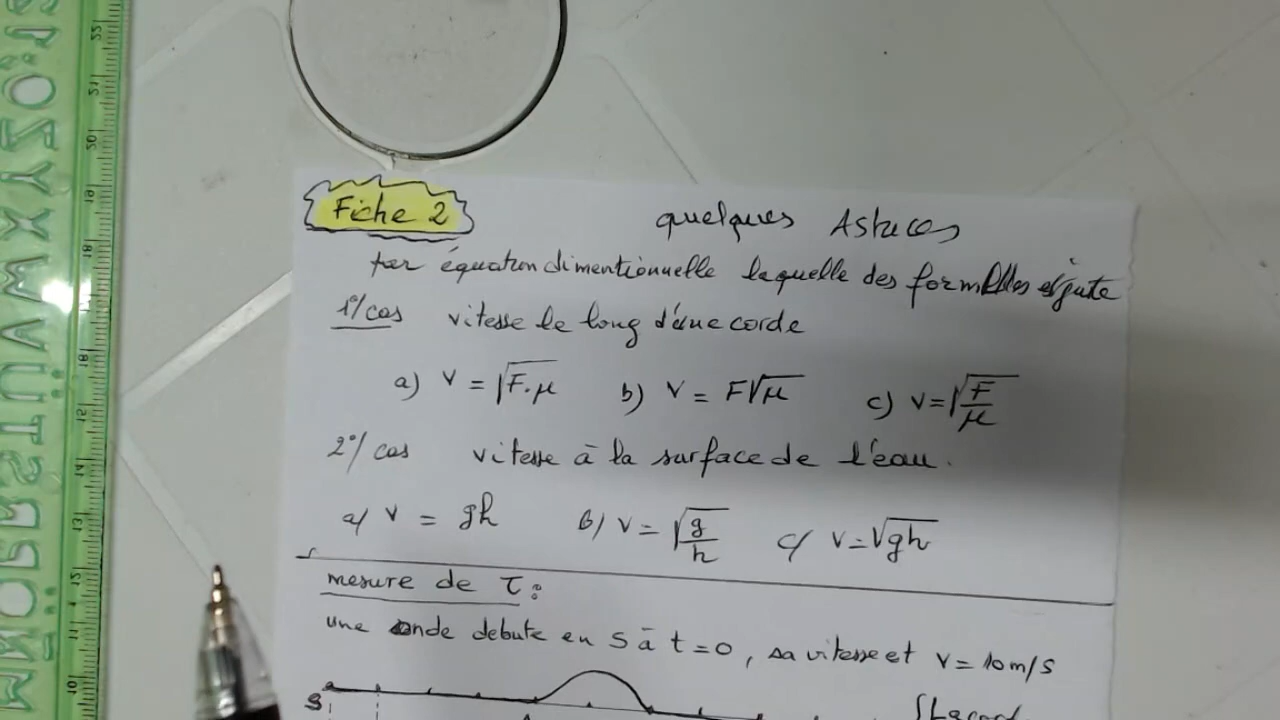 Fiche 2
quelques Astuces
par équation dimentionnelle laquelle des formules est juste
1°/ cas vitesse le long d'une corde
a) v = √F.μ b) v = F√μ c) v = √F/μ
2°/ cas vitesse à la surface de l'eau.
a/ v = gh b/ v = √g/h c/ v = √gh
mesure de τ :
une onde debute en S à t = 0, sa vitesse et v = 10 m/s
S